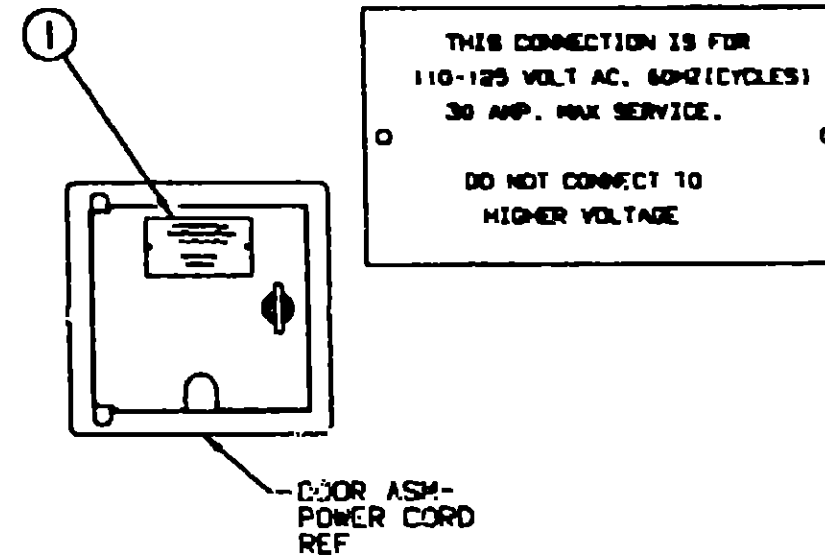 1
THIS CONNECTION IS FOR
110-125 VOLT AC, 60HZ(CYCLES)
30 AMP. MAX SERVICE.
DO NOT CONNECT TO
HIGHER VOLTAGE
DOOR ASM-
POWER CORD
REF